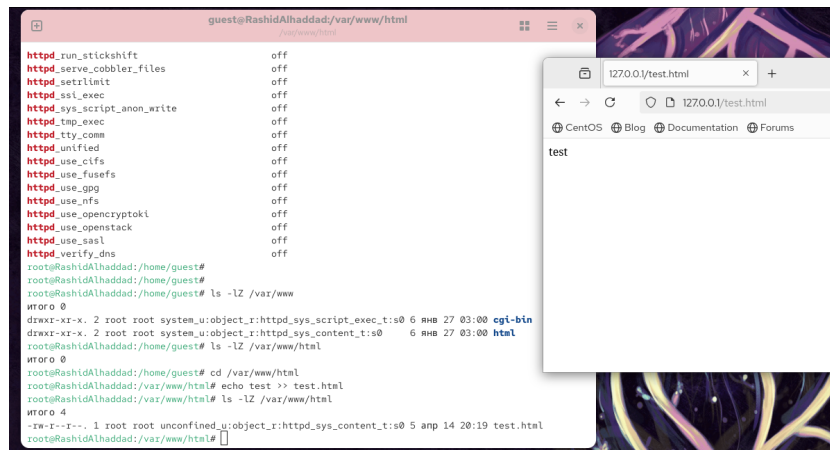 guest@RashidAlhaddad:/var/www/html
/var/www/html
httpd_run_stickshift off
httpd_serve_cobbler_files off
httpd_setrlimit off
httpd_ssi_exec off
httpd_sys_script_anon_write off
httpd_tmp_exec off
httpd_tty_comm off
httpd_unified off
httpd_use_cifs off
httpd_use_fusefs off
httpd_use_gpg off
httpd_use_nfs off
httpd_use_opencryptoki off
httpd_use_openstack off
httpd_use_sasl off
httpd_verify_dns off
root@RashidAlhaddad:/home/guest#
root@RashidAlhaddad:/home/guest#
root@RashidAlhaddad:/home/guest# ls -lZ /var/www
итого 0
drwxr-xr-x. 2 root root system_u:object_r:httpd_sys_script_exec_t:s0 6 янв 27 03:00 cgi-bin
drwxr-xr-x. 2 root root system_u:object_r:httpd_sys_content_t:s0 6 янв 27 03:00 html
root@RashidAlhaddad:/home/guest# ls -lZ /var/www/html
итого 0
root@RashidAlhaddad:/home/guest# cd /var/www/html
root@RashidAlhaddad:/var/www/html# echo test >> test.html
root@RashidAlhaddad:/var/www/html# ls -lZ /var/www/html
итого 4
-rw-r--r--. 1 root root unconfined_u:object_r:httpd_sys_content_t:s0 5 апр 14 20:19 test.html
root@RashidAlhaddad:/var/www/html#
127.0.0.1/test.html
127.0.0.1/test.html
CentOS Blog Documentation Forums
test